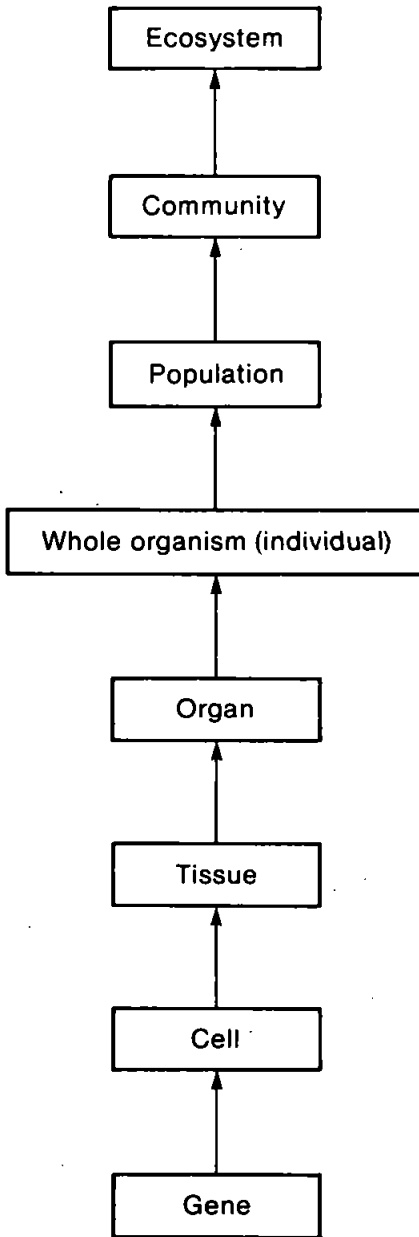 Ecosystem
Community
Population
Whole organism (individual)
Organ
Tissue
Cell
Gene